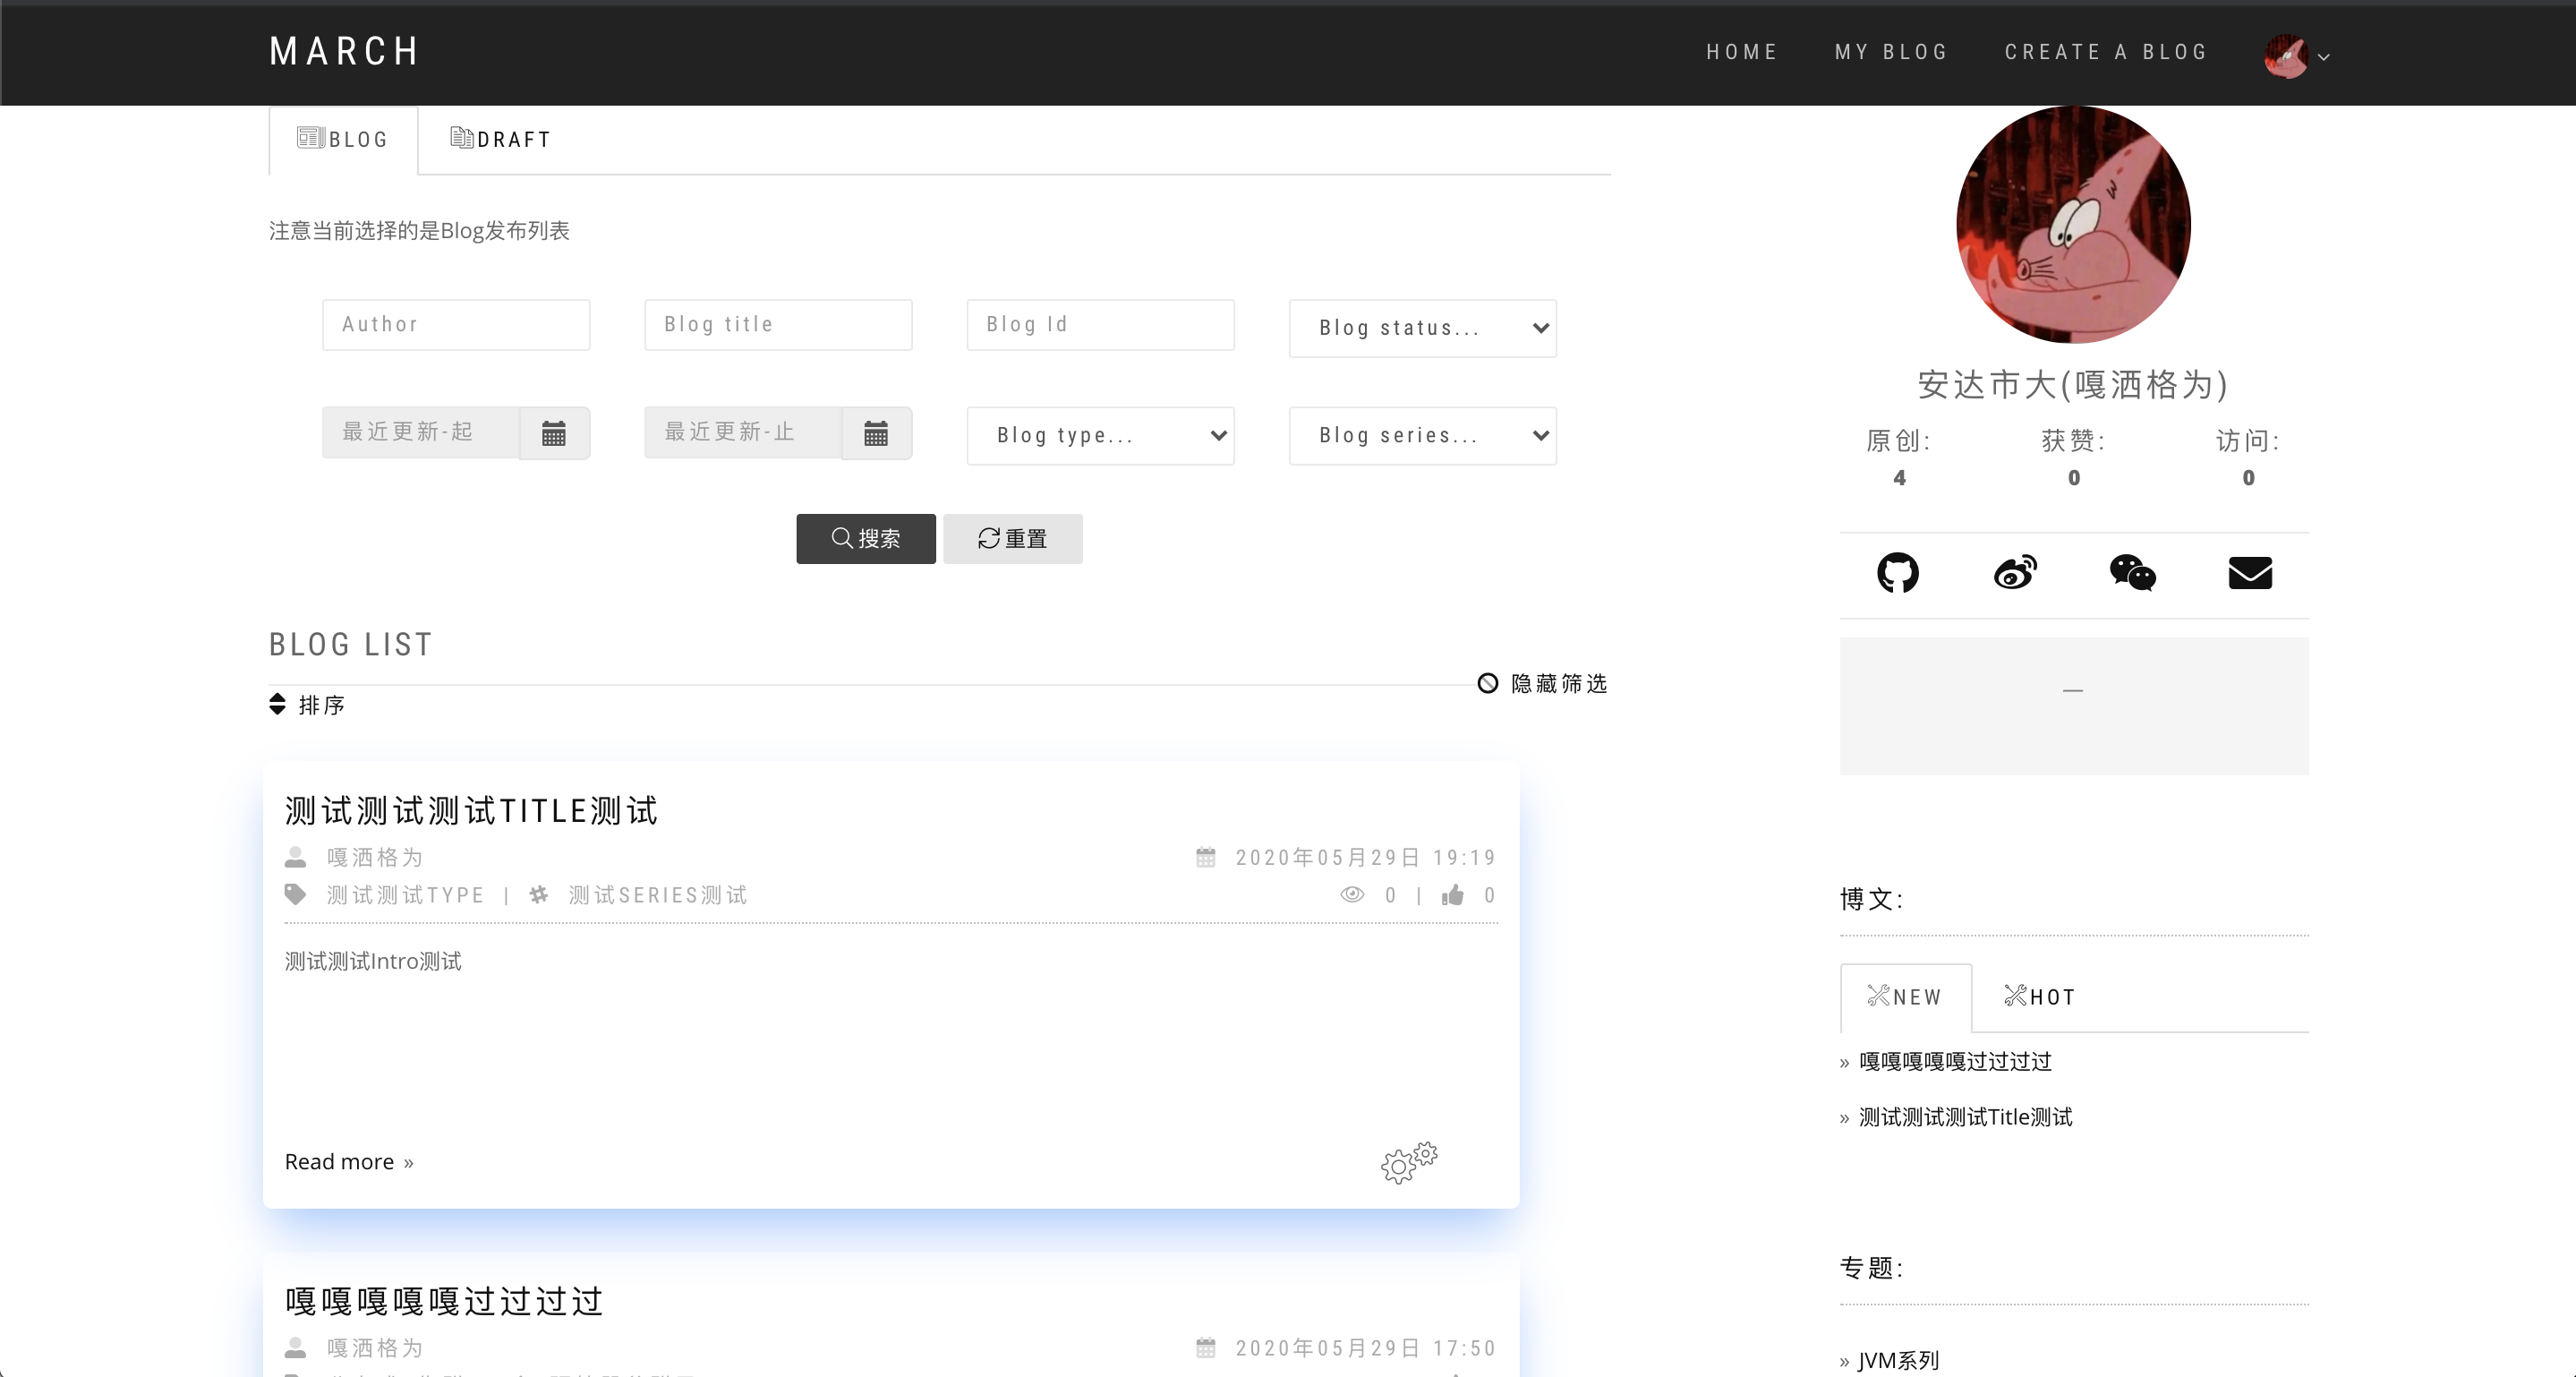 MARCH
HOME MY BLOG CREATE A BLOG
BLOG DRAFT
注意当前选择的是Blog发布列表
Author Blog title Blog Id Blog status...
最近更新-起 最近更新-止 Blog type... Blog series...
搜索 重置
BLOG LIST
隐藏筛选
排序
测试测试测试TITLE测试
嘎洒格为 2020年05月29日 19:19
测试测试TYPE | 测试SERIES测试 0 | 0
测试测试Intro测试
Read more »
嘎嘎嘎嘎嘎过过过过
嘎洒格为 2020年05月29日 17:50
安达市大(嘎洒格为)
原创: 获赞: 访问:
4 0 0
—
博文:
NEW HOT
» 嘎嘎嘎嘎嘎过过过过
» 测试测试测试Title测试
专题:
» JVM系列